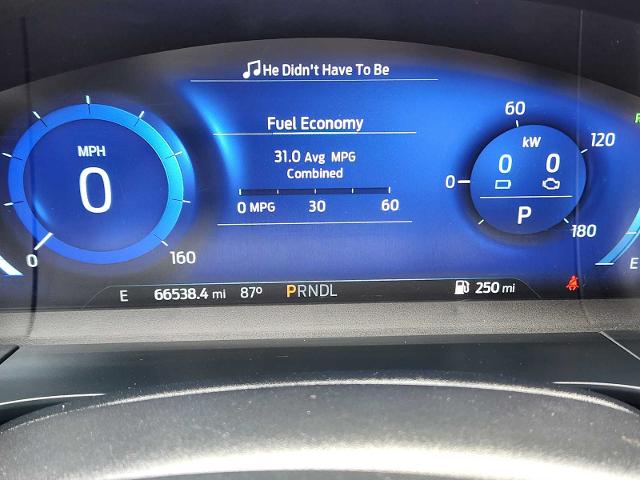 He Didn't Have To Be
Fuel Economy
31.0 Avg MPG
Combined
0 MPG 30 60
MPH
0
0 160
60
kW
120
0 0 0
P
180
E
E 66538.4 mi 87° PRNDL 250 mi